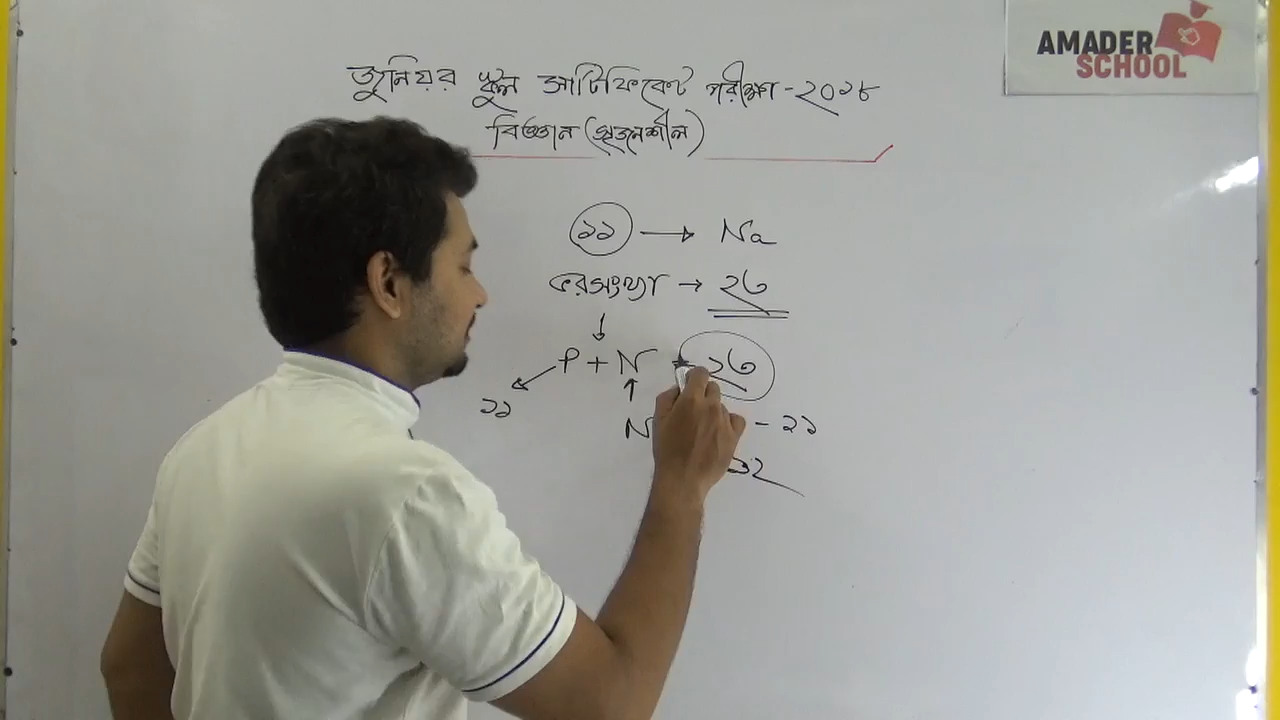 AMADER
SCHOOL
জুনিয়র স্কুল সার্টিফিকেট পরীক্ষা - ২০১৮
বিজ্ঞান (সৃজনশীল)
১১ → Na
ভরসংখ্যা → ২৩
↓
P + N = ২৩
১১
N - ১১
১২